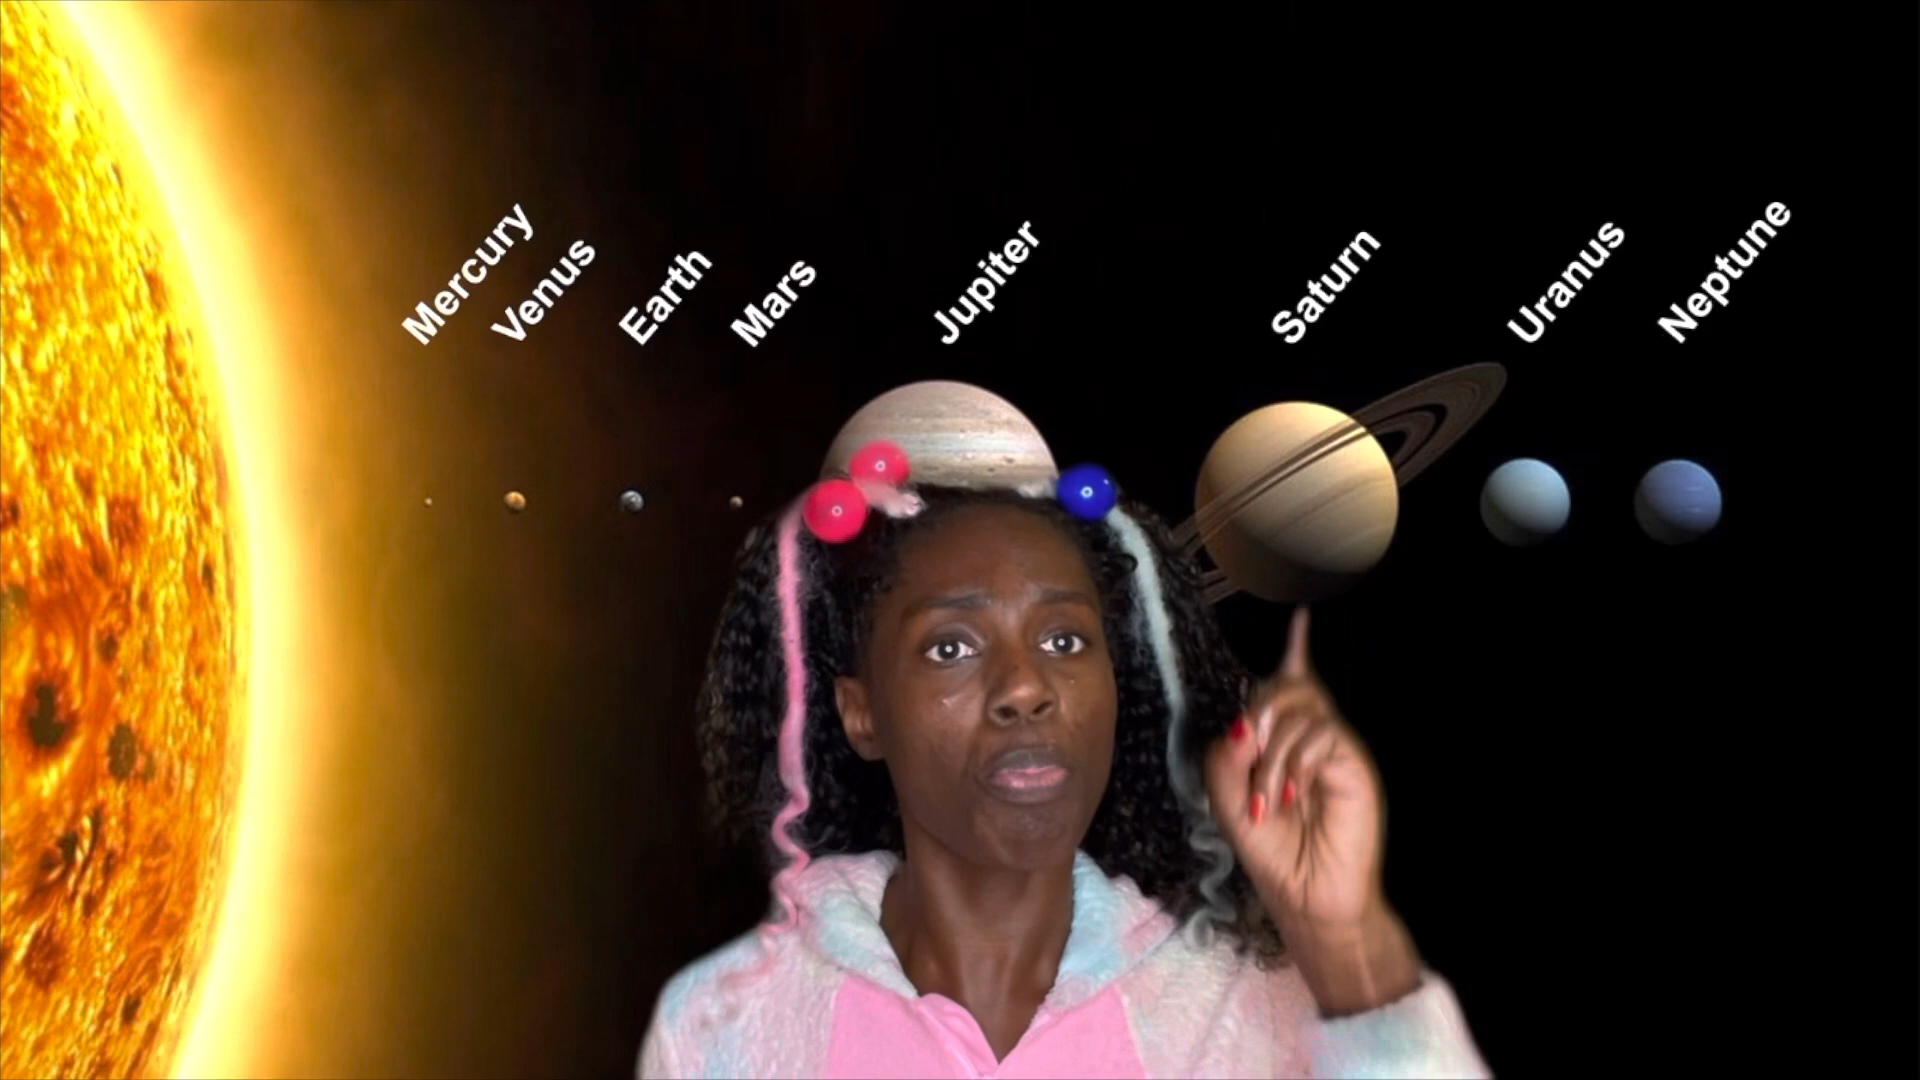 Mercury
Venus
Earth
Mars
Jupiter
Saturn
Uranus
Neptune